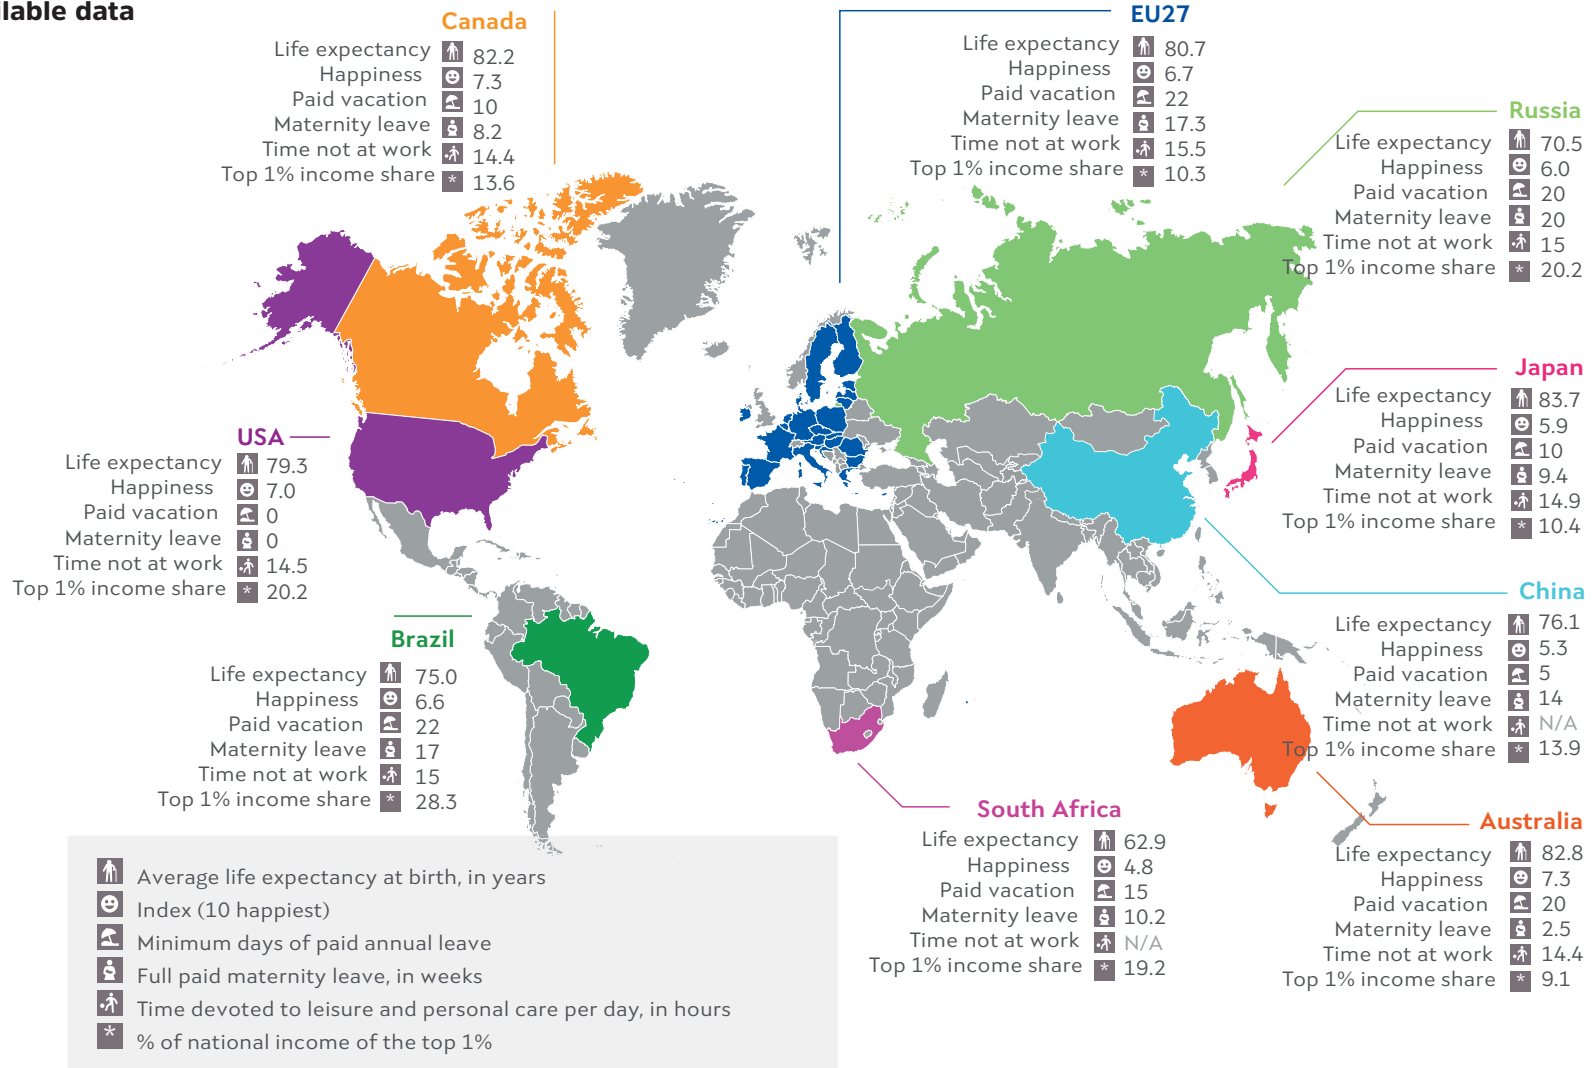 ilable data
Canada
Life expectancy 82.2
Happiness 7.3
Paid vacation 10
Maternity leave 8.2
Time not at work 14.4
Top 1% income share * 13.6
EU27
Life expectancy 80.7
Happiness 6.7
Paid vacation 22
Maternity leave 17.3
Time not at work 15.5
Top 1% income share * 10.3
Russia
Life expectancy 70.5
Happiness 6.0
Paid vacation 20
Maternity leave 20
Time not at work 15
Top 1% income share * 20.2
Japan
Life expectancy 83.7
Happiness 5.9
Paid vacation 10
Maternity leave 9.4
Time not at work 14.9
Top 1% income share * 10.4
USA
Life expectancy 79.3
Happiness 7.0
Paid vacation 0
Maternity leave 0
Time not at work 14.5
Top 1% income share * 20.2
China
Life expectancy 76.1
Happiness 5.3
Paid vacation 5
Maternity leave 14
Time not at work N/A
Top 1% income share * 13.9
Brazil
Life expectancy 75.0
Happiness 6.6
Paid vacation 22
Maternity leave 17
Time not at work 15
Top 1% income share * 28.3
South Africa
Life expectancy 62.9
Happiness 4.8
Paid vacation 15
Maternity leave 10.2
Time not at work N/A
Top 1% income share * 19.2
Australia
Life expectancy 82.8
Happiness 7.3
Paid vacation 20
Maternity leave 2.5
Time not at work 14.4
Top 1% income share * 9.1
Average life expectancy at birth, in years
Index (10 happiest)
Minimum days of paid annual leave
Full paid maternity leave, in weeks
Time devoted to leisure and personal care per day, in hours
* % of national income of the top 1%